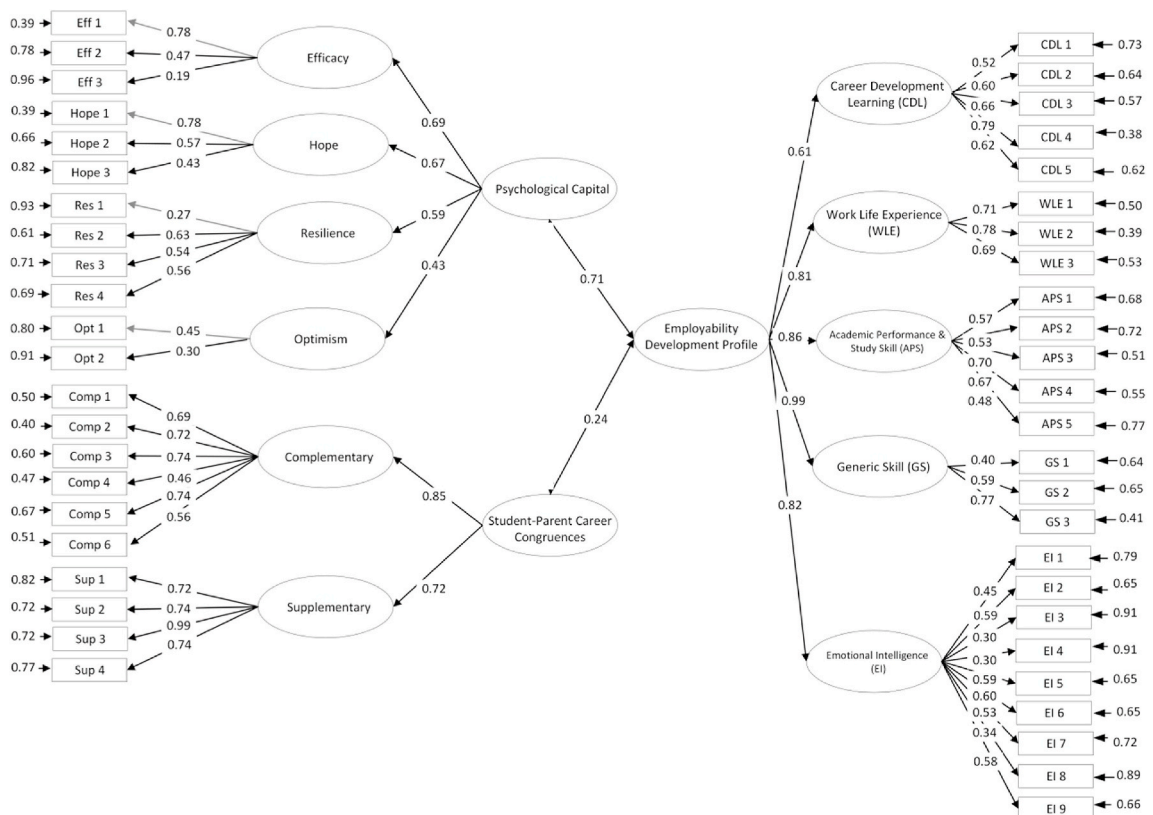 0.39 Eff 1
0.78 Eff 2
0.96 Eff 3
0.78
0.47
0.19
Efficacy
0.39 Hope 1
0.66 Hope 2
0.82 Hope 3
0.78
0.57
0.43
Hope
0.93 Res 1
0.61 Res 2
0.71 Res 3
0.69 Res 4
0.27
0.63
0.54
0.56
Resilience
0.80 Opt 1
0.91 Opt 2
0.45
0.30
Optimism
0.50 Comp 1
0.40 Comp 2
0.60 Comp 3
0.47 Comp 4
0.67 Comp 5
0.51 Comp 6
0.69
0.72
0.74
0.46
0.74
0.56
Complementary
0.82 Sup 1
0.72 Sup 2
0.72 Sup 3
0.77 Sup 4
0.72
0.74
0.99
0.74
Supplementary
0.69
0.67
0.59
0.43
Psychological Capital
0.71
0.85
0.72
Student-Parent Career
Congruences
0.24
Employability
Development Profile
0.61
0.81
0.86
0.99
0.82
Career Development
Learning (CDL)
0.52
0.60
0.66
0.79
0.62
CDL 1 0.73
CDL 2 0.64
CDL 3 0.57
CDL 4 0.38
CDL 5 0.62
Work Life Experience
(WLE)
0.71
0.78
0.69
WLE 1 0.50
WLE 2 0.39
WLE 3 0.53
Academic Performance &
Study Skill (APS)
0.57
0.53
0.70
0.67
0.48
APS 1 0.68
APS 2 0.72
APS 3 0.51
APS 4 0.55
APS 5 0.77
Generic Skill (GS)
0.40
0.59
0.77
GS 1 0.64
GS 2 0.65
GS 3 0.41
Emotional Intelligence
(EI)
0.45
0.59
0.30
0.30
0.59
0.60
0.53
0.34
0.58
EI 1 0.79
EI 2 0.65
EI 3 0.91
EI 4 0.91
EI 5 0.65
EI 6 0.65
EI 7 0.72
EI 8 0.89
EI 9 0.66